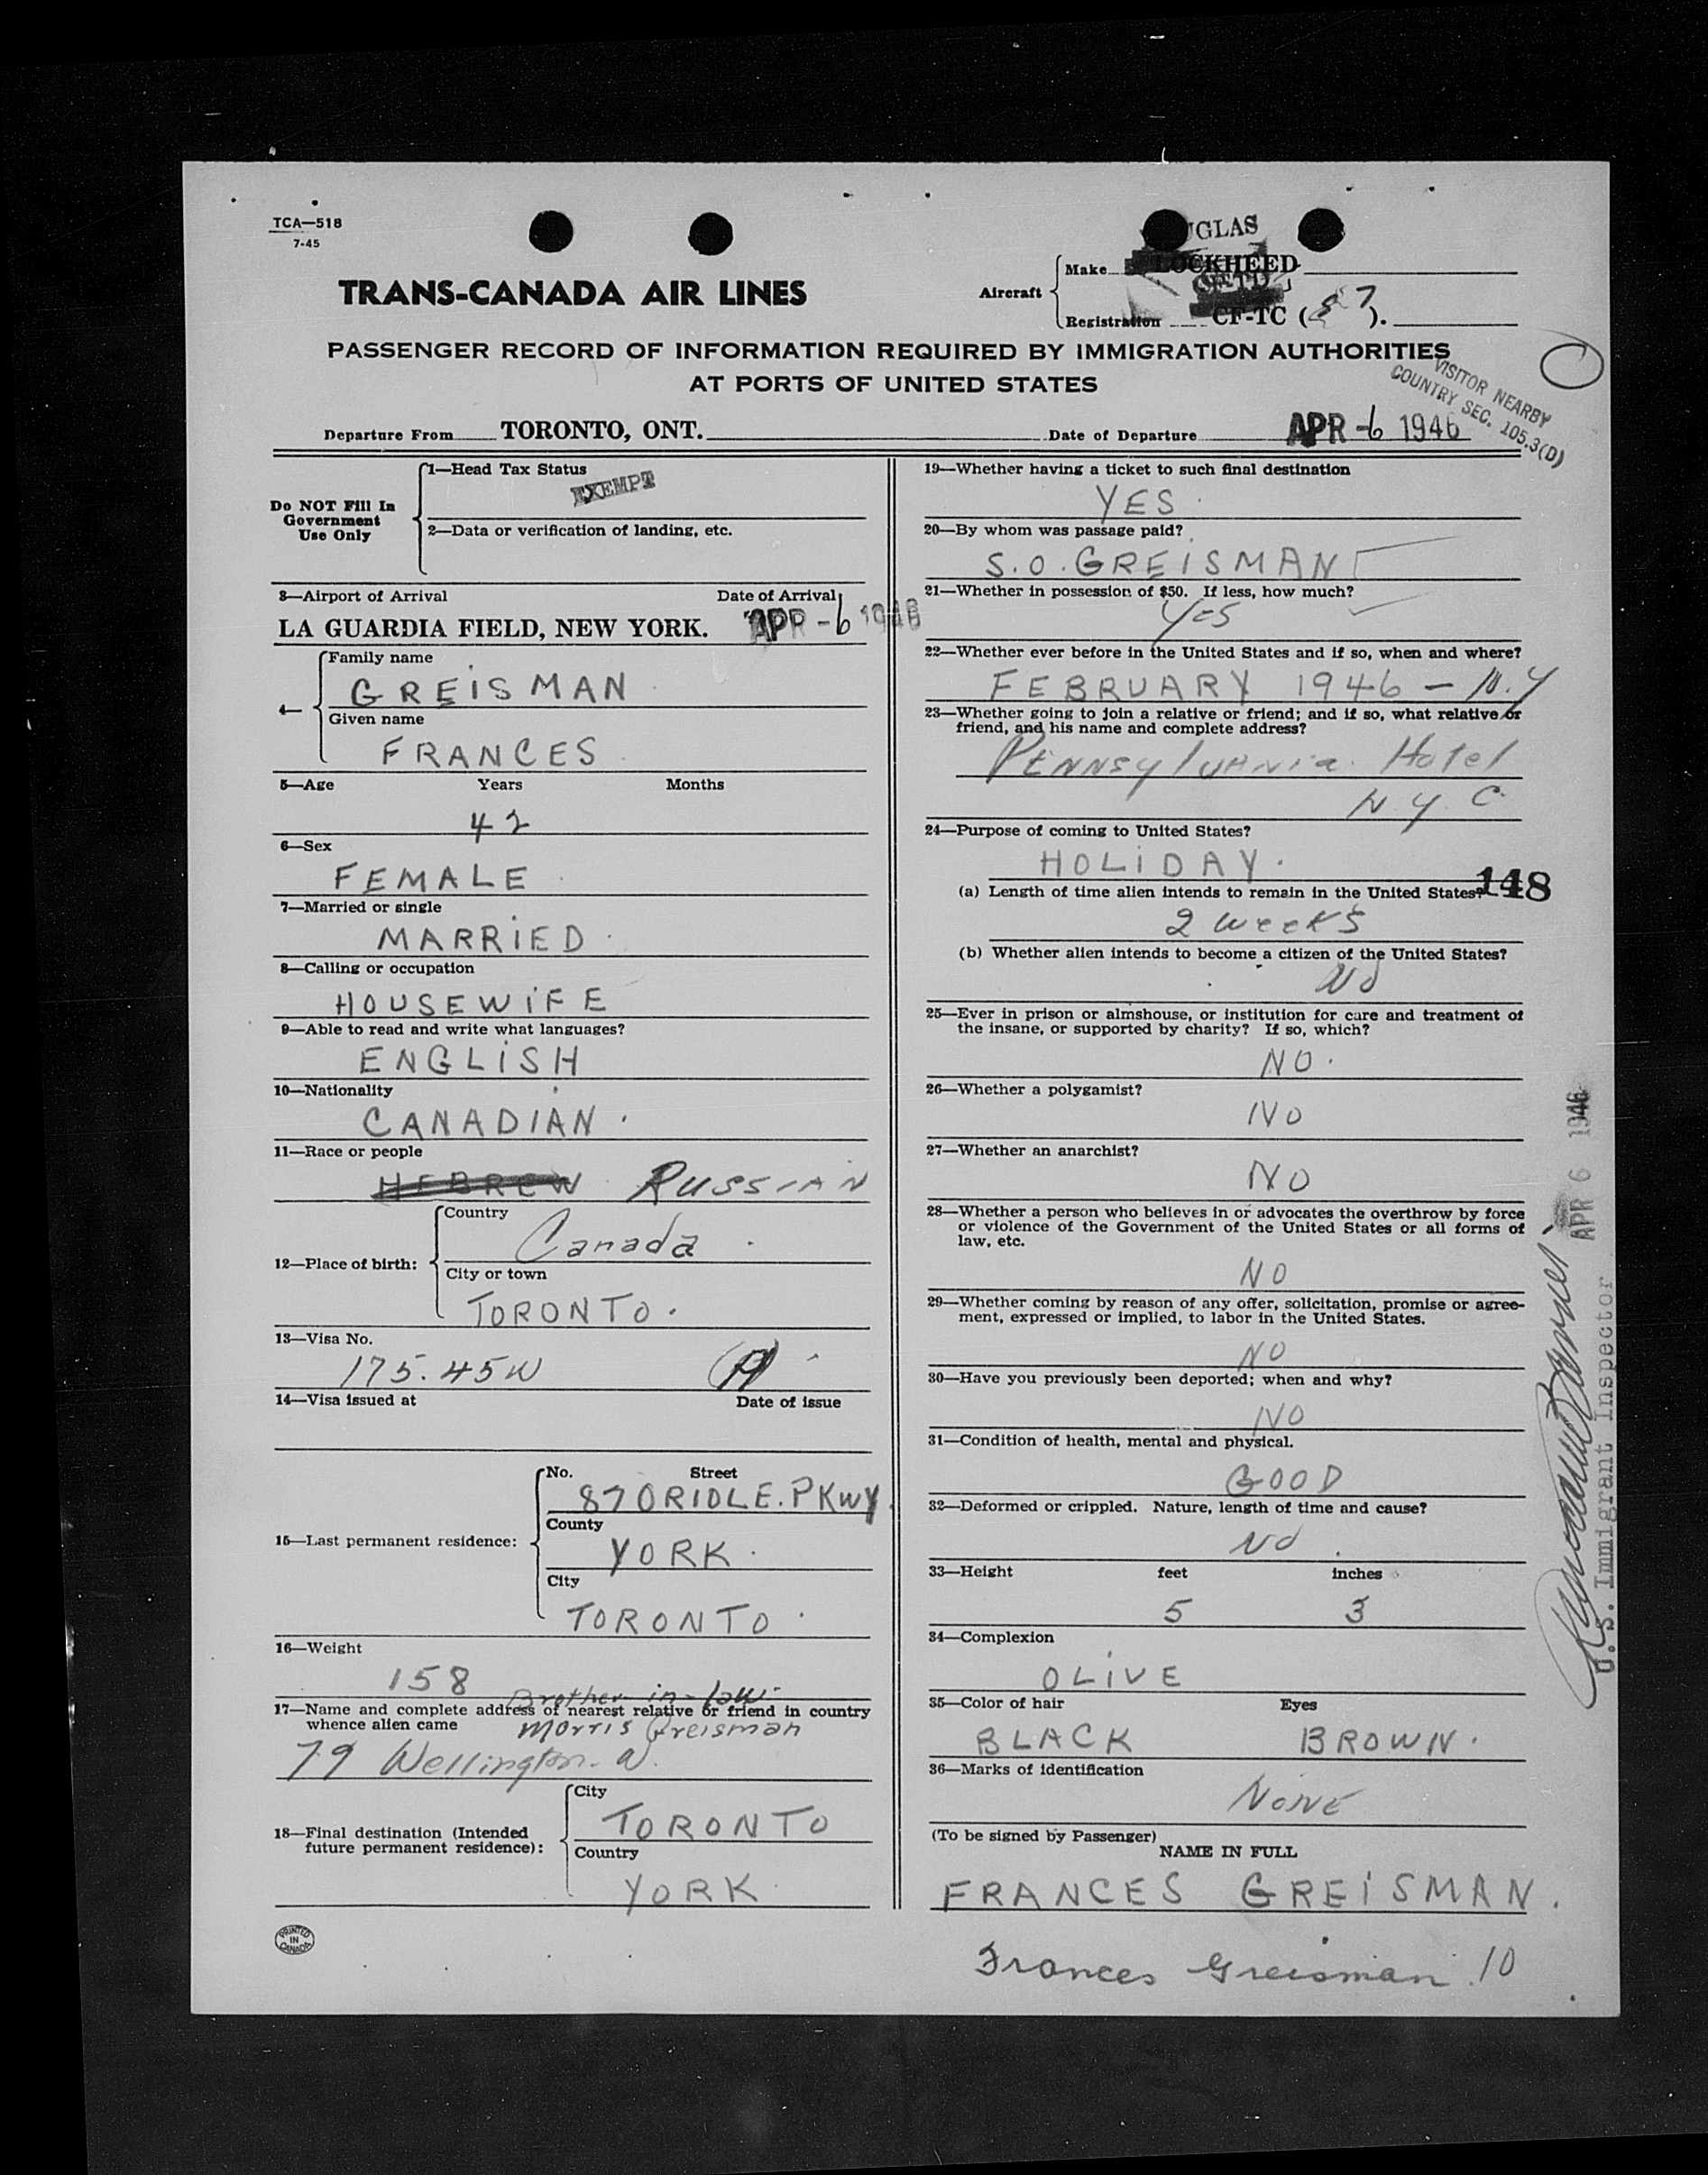 TCA—518
7-45
UGLAS
TRANS-CANADA AIR LINES
Aircraft
Make LOCKHEED
Registration CF-TC ( 7).
PASSENGER RECORD OF INFORMATION REQUIRED BY IMMIGRATION AUTHORITIES
AT PORTS OF UNITED STATES
VISITOR NEARBY
COUNTRY SEC. 105.3(D)
Departure From TORONTO, ONT. Date of Departure APR -6 1946
Do NOT Fill In
Government
Use Only
1—Head Tax Status
EXEMPT
2—Data or verification of landing, etc.
3—Airport of Arrival Date of Arrival
LA GUARDIA FIELD, NEW YORK. APR -6 1946
4—
Family name
GREISMAN
Given name
FRANCES
5—Age Years Months
42
6—Sex
FEMALE
7—Married or single
MARRIED
8—Calling or occupation
HOUSEWIFE
9—Able to read and write what languages?
ENGLISH
10—Nationality
CANADIAN.
11—Race or people
HEBREW RUSSIAN
12—Place of birth:
Country
Canada
City or town
TORONTO.
13—Visa No.
175.45W
14—Visa issued at Date of issue
15—Last permanent residence:
No. Street
870RIDLE.PKWY
County
YORK.
City
TORONTO.
16—Weight
158
Brother-in-law
17—Name and complete address of nearest relative or friend in country
whence alien came Morris Greisman
79 Wellington. W.
18—Final destination (Intended
future permanent residence):
City
TORONTO
Country
YORK
PRINTED
IN
CANADA
19—Whether having a ticket to such final destination
YES
20—By whom was passage paid?
S.O. GREISMAN
21—Whether in possession of $50. If less, how much?
YES
22—Whether ever before in the United States and if so, when and where?
FEBRUARY 1946 – N.Y
23—Whether going to join a relative or friend; and if so, what relative or
friend, and his name and complete address?
Pennsylvania Hotel
N Y C.
24—Purpose of coming to United States?
HOLIDAY.
148
(a) Length of time alien intends to remain in the United States?
2 weeks
(b) Whether alien intends to become a citizen of the United States?
NO
25—Ever in prison or almshouse, or institution for care and treatment of
the insane, or supported by charity? If so, which?
NO.
26—Whether a polygamist?
NO
27—Whether an anarchist?
NO
28—Whether a person who believes in or advocates the overthrow by force
or violence of the Government of the United States or all forms of
law, etc.
NO
29—Whether coming by reason of any offer, solicitation, promise or agree-
ment, expressed or implied, to labor in the United States.
NO
30—Have you previously been deported; when and why?
NO
31—Condition of health, mental and physical.
GOOD
32—Deformed or crippled. Nature, length of time and cause?
NO
33—Height feet inches
5 3
34—Complexion
OLIVE
35—Color of hair Eyes
BLACK BROWN.
36—Marks of identification
NONE
(To be signed by Passenger)
NAME IN FULL
FRANCES GREISMAN.
Frances Greisman 10
APR 6 1946
U.S. Immigrant Inspector